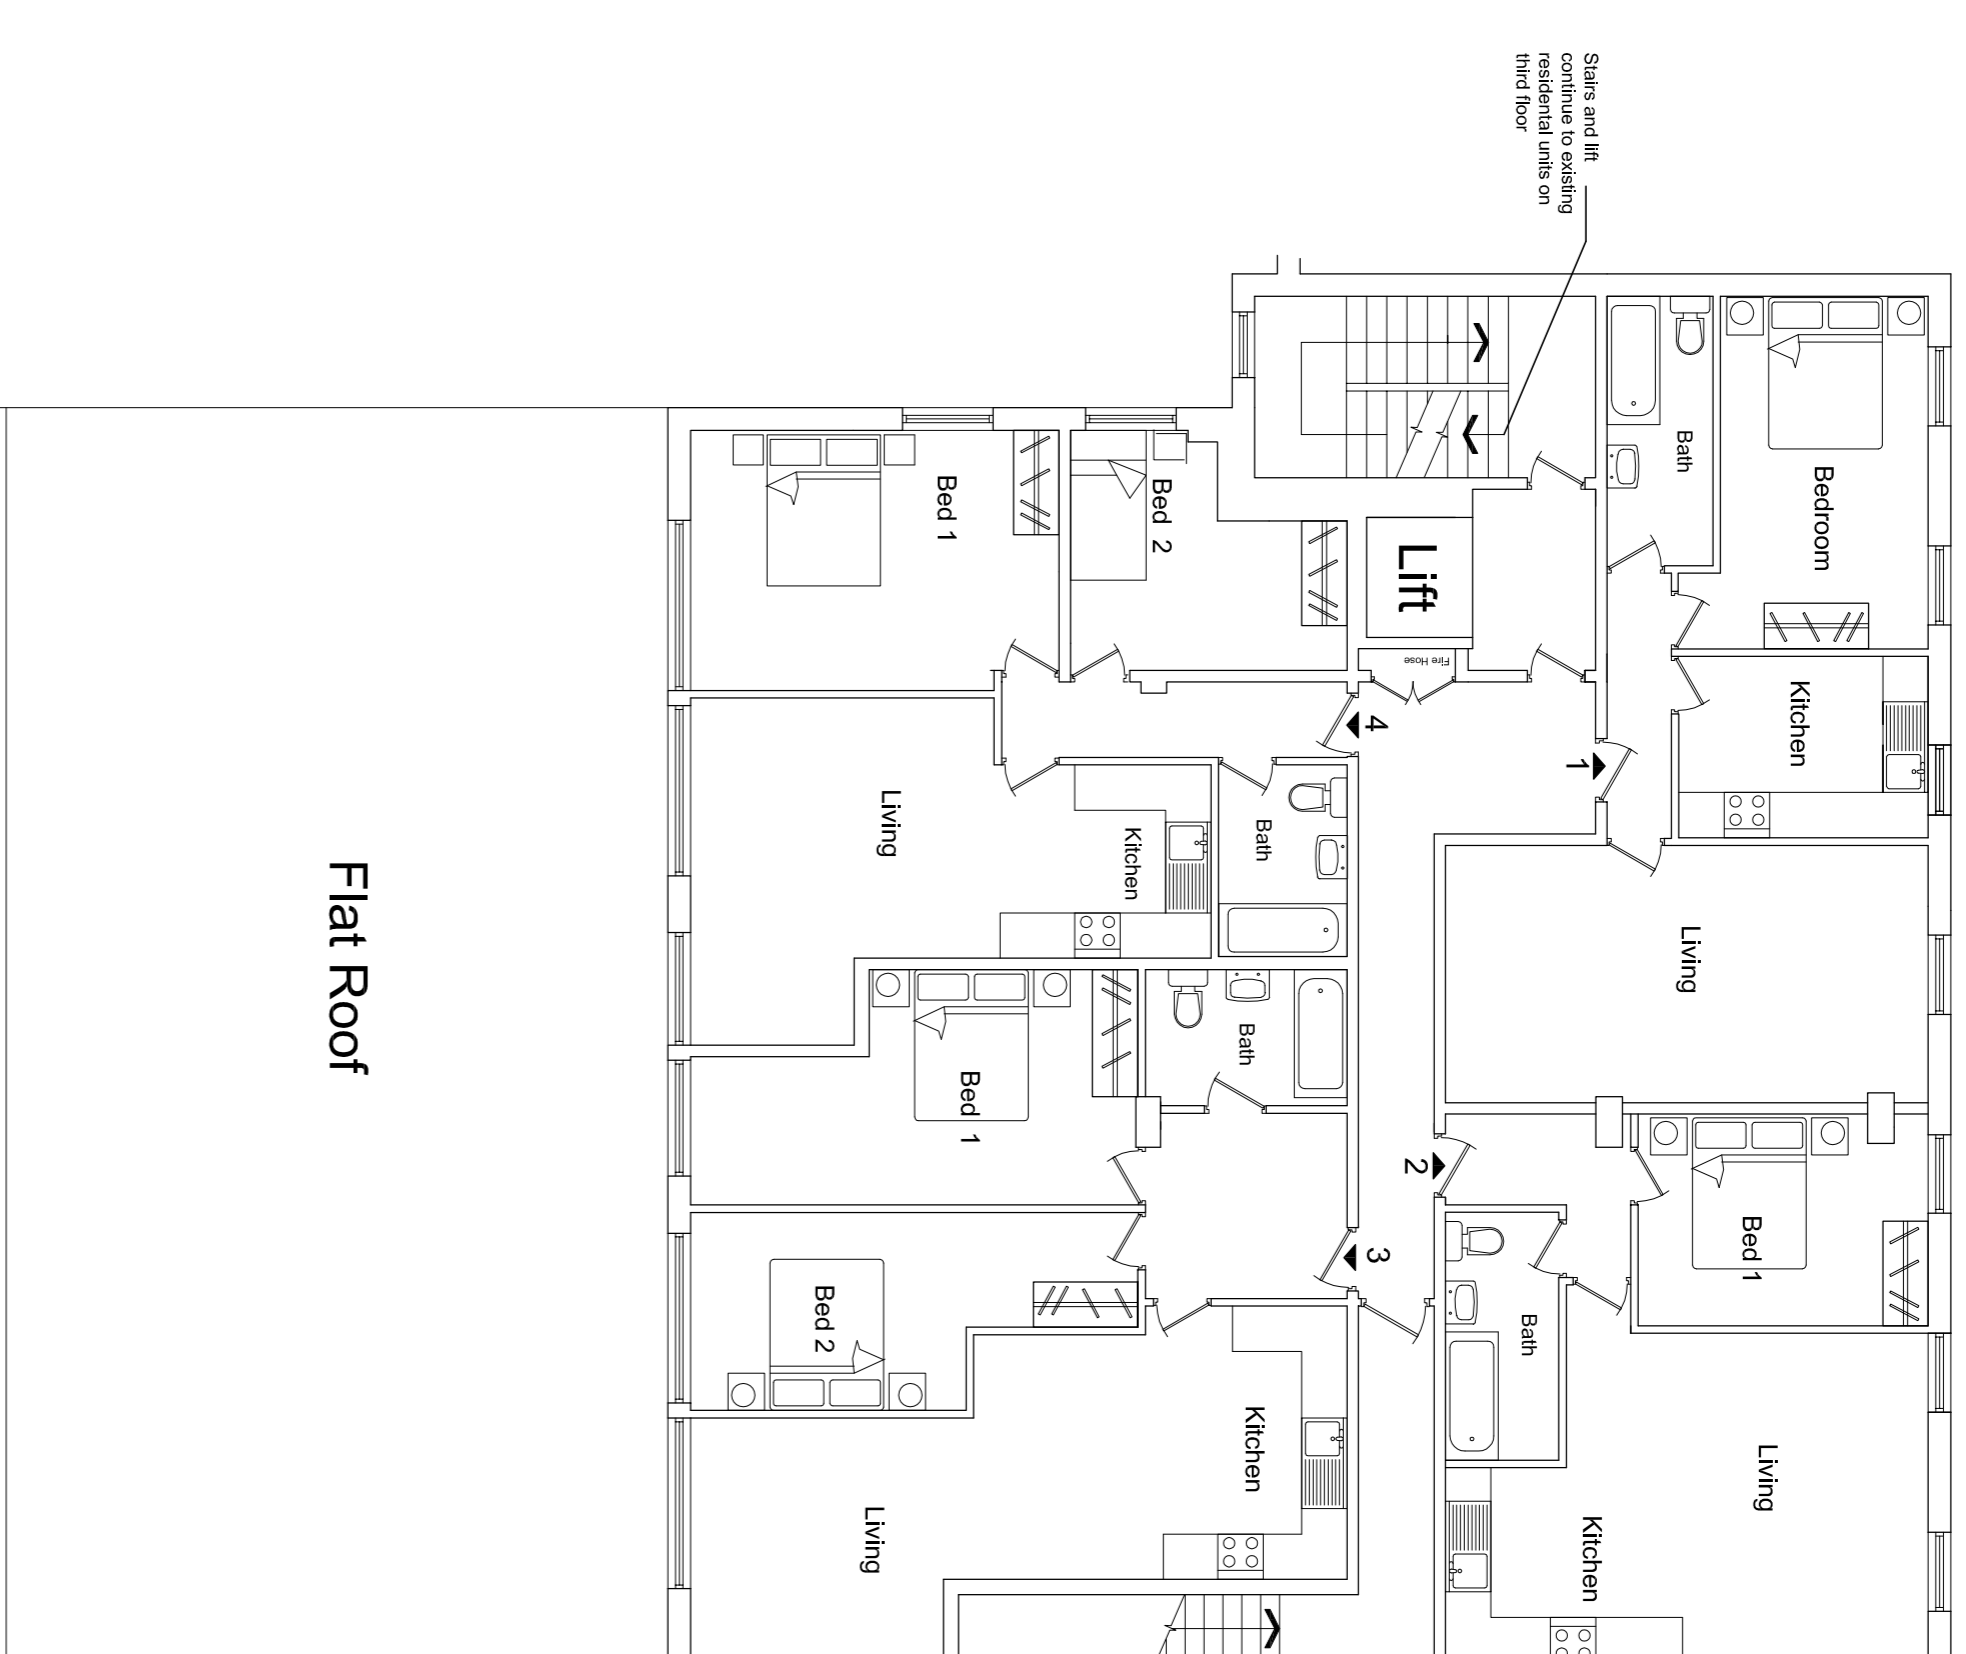 Stairs and lift
continue to existing
residental units on
third floor
Bath
Bedroom
Bed 1
Bed 2
Lift
Fire Hose
Kitchen
4
1
Living
Kitchen
Bath
Living
Flat Roof
Bath
Bed 1
2
Bed 1
3
Bath
Bed 2
Kitchen
Living
Living
Kitchen